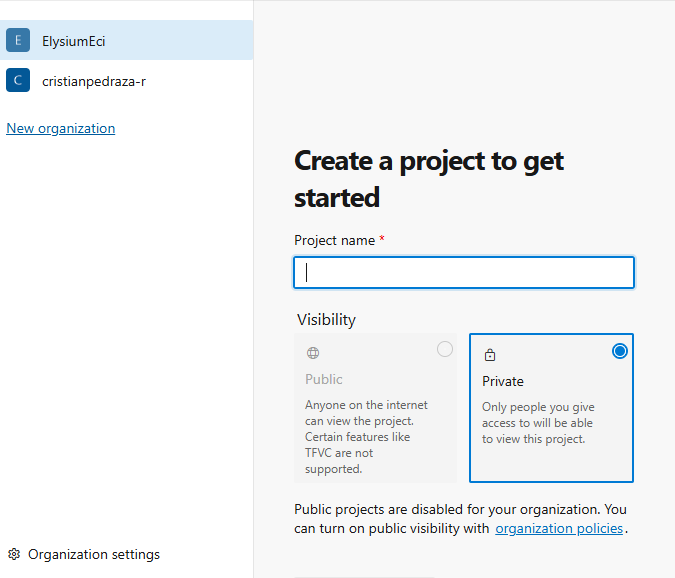 E ElysiumEci
C cristianpedraza-r
New organization
Create a project to get
started
Project name *
Visibility
Public
Anyone on the internet
can view the project.
Certain features like
TFVC are not
supported.
Private
Only people you give
access to will be able
to view this project.
Public projects are disabled for your organization. You
can turn on public visibility with organization policies.
Organization settings